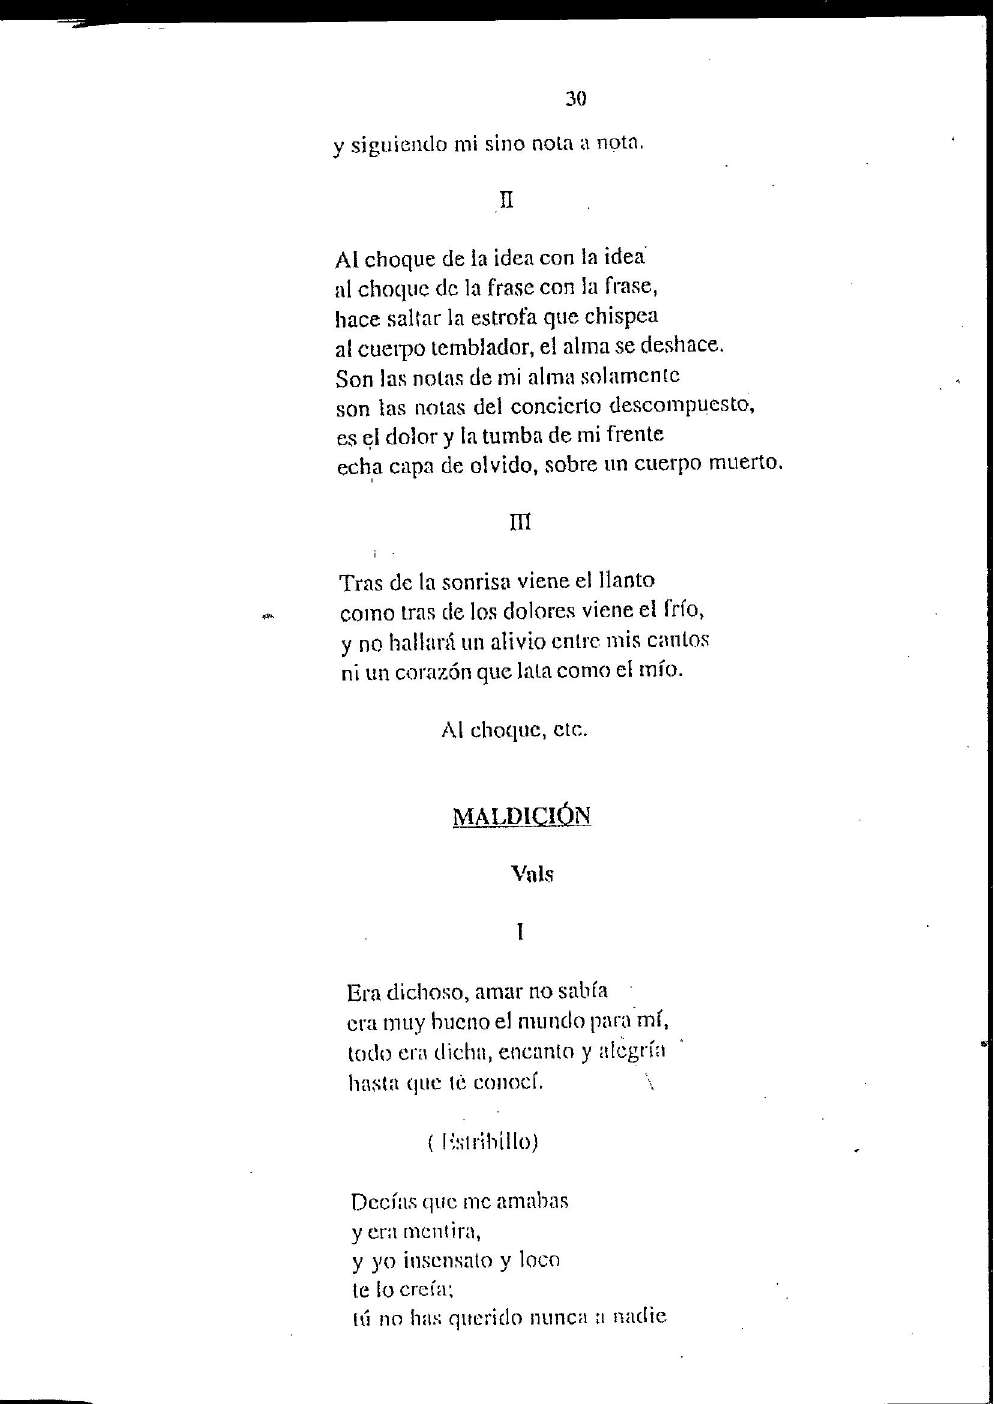 30
y siguiendo mi sino nota a nota.
II
Al choque de la idea con la idea
al choque de la frase con la frase,
hace saltar la estrofa que chispea
al cuerpo temblador, el alma se deshace.
Son las notas de mi alma solamente
son las notas del concierto descompuesto,
es el dolor y la tumba de mi frente
echa capa de olvido, sobre un cuerpo muerto.
III
Tras de la sonrisa viene el llanto
como tras de los dolores viene el frío,
y no hallará un alivio entre mis cantos
ni un corazón que lata como el mío.
Al choque, etc.
MALDICIÓN
Vals
I
Era dichoso, amar no sabía
era muy bueno el mundo para mí,
todo era dicha, encanto y alegría
hasta que te conocí.
(Estribillo)
Decías que me amabas
y era mentira,
y yo insensato y loco
te lo creía;
tú no has querido nunca a nadie